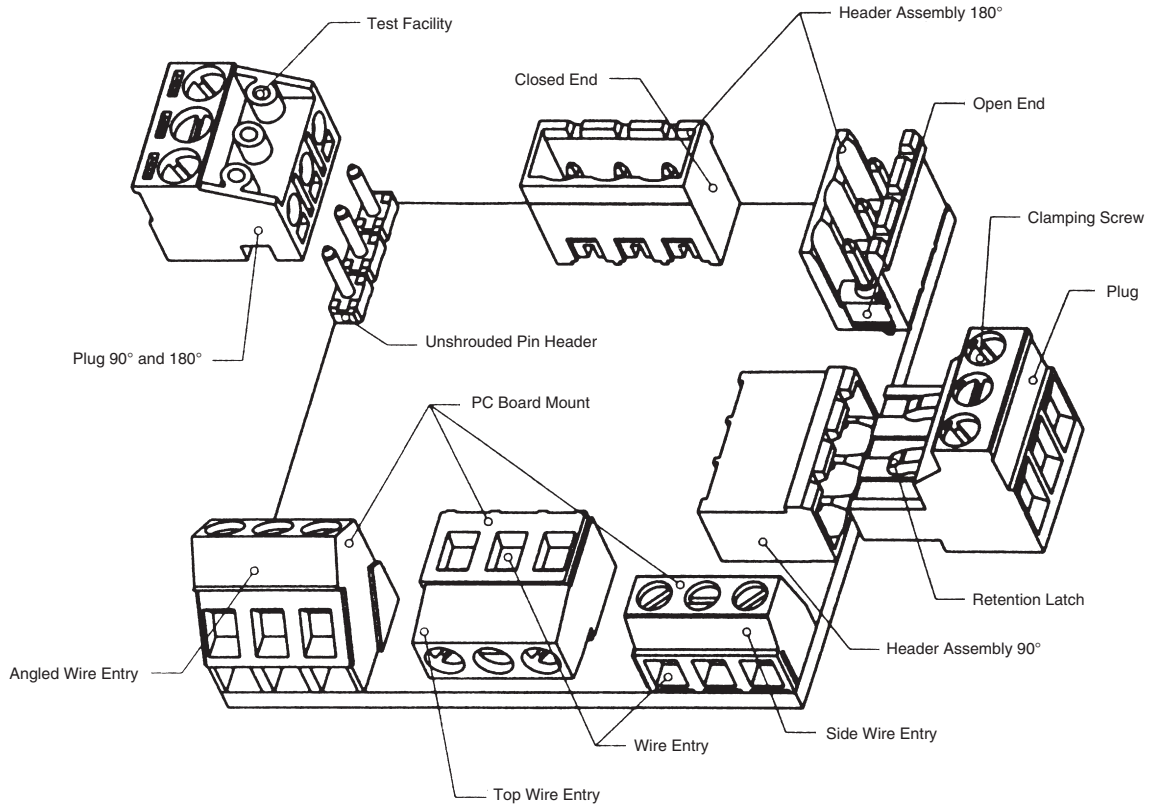 Header Assembly 180°
Test Facility
Closed End
Open End
Clamping Screw
Plug
Unshrouded Pin Header
Plug 90° and 180°
PC Board Mount
Retention Latch
Header Assembly 90°
Angled Wire Entry
Side Wire Entry
Wire Entry
Top Wire Entry